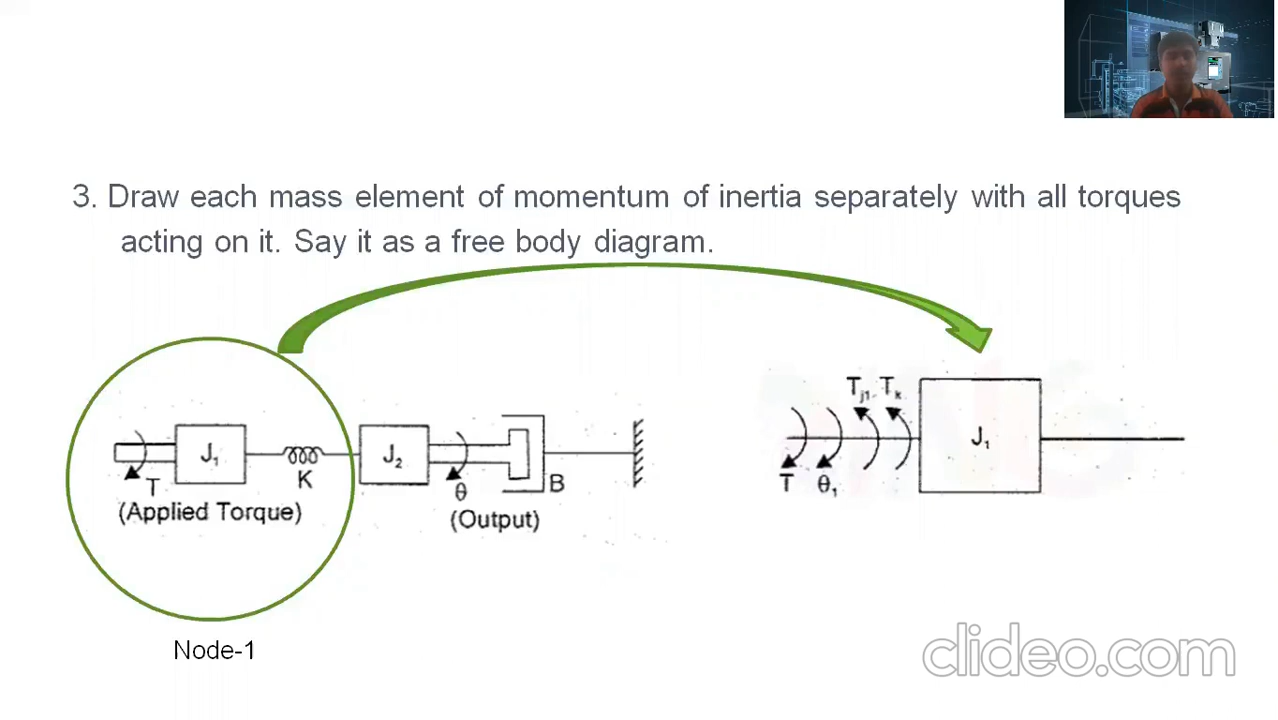 3. Draw each mass element of momentum of inertia separately with all torques
acting on it. Say it as a free body diagram.
J₁
K
T
(Applied Torque)
J₂
θ
B
(Output)
Node-1
Tj1
Tk
T
θ₁
J₁
clideo.com